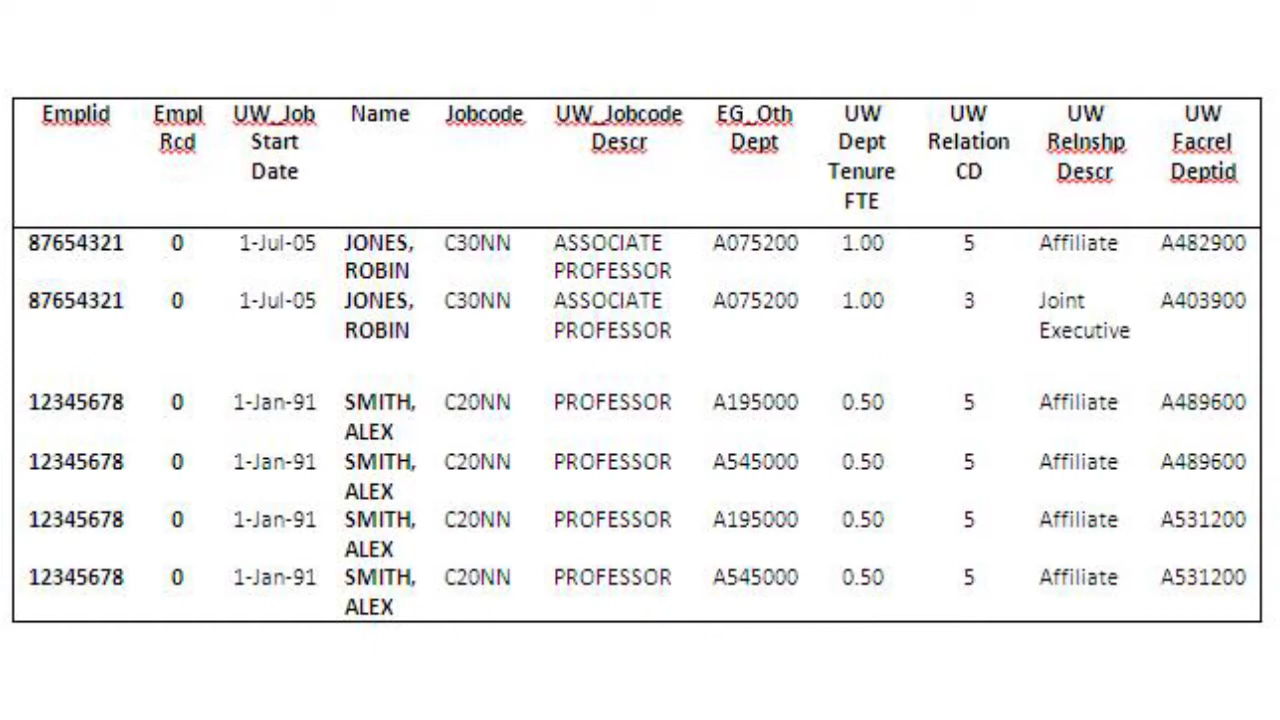 Emplid Empl UW_Job Name Jobcode UW_Jobcode EG_Oth UW UW UW UW
Rcd Start Descr Dept Dept Relation Relnshp Facrel
Date Tenure CD Descr Deptid
FTE
87654321 0 1-Jul-05 JONES, C30NN ASSOCIATE A075200 1.00 5 Affiliate A482900
ROBIN PROFESSOR
87654321 0 1-Jul-05 JONES, C30NN ASSOCIATE A075200 1.00 3 Joint A403900
ROBIN PROFESSOR Executive
12345678 0 1-Jan-91 SMITH, C20NN PROFESSOR A195000 0.50 5 Affiliate A489600
ALEX
12345678 0 1-Jan-91 SMITH, C20NN PROFESSOR A545000 0.50 5 Affiliate A489600
ALEX
12345678 0 1-Jan-91 SMITH, C20NN PROFESSOR A195000 0.50 5 Affiliate A531200
ALEX
12345678 0 1-Jan-91 SMITH, C20NN PROFESSOR A545000 0.50 5 Affiliate A531200
ALEX